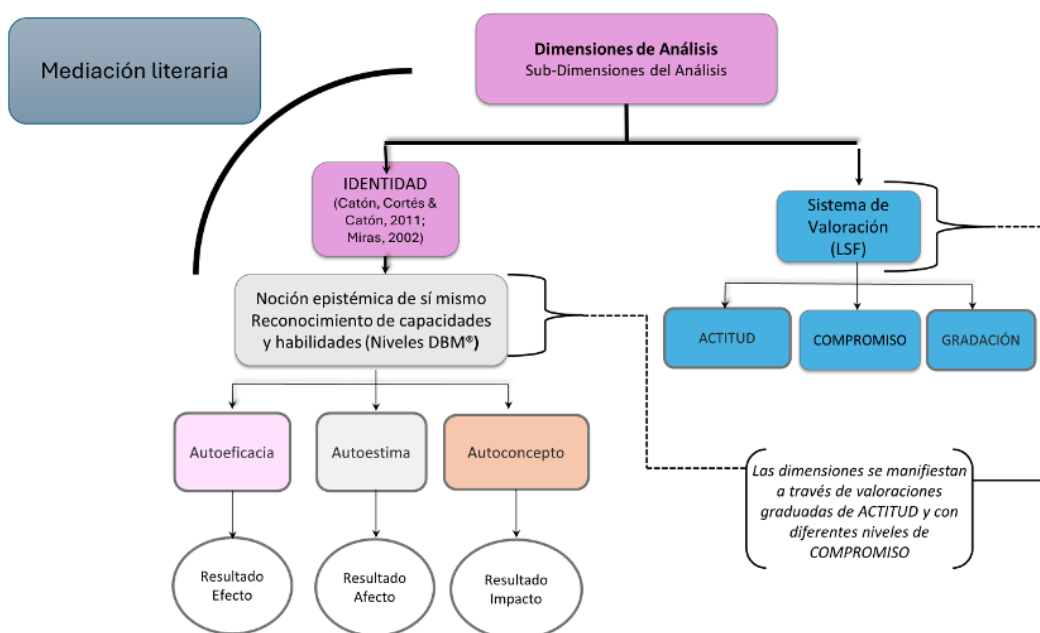 Mediación literaria
Dimensiones de Análisis
Sub-Dimensiones del Análisis
IDENTIDAD
(Catón, Cortés &
Catón, 2011;
Miras, 2002)
Sistema de
Valoración
(LSF)
Noción epistémica de sí mismo
Reconocimiento de capacidades
y habilidades (Niveles DBM®)
ACTITUD
COMPROMISO
GRADACIÓN
Autoeficacia
Autoestima
Autoconcepto
Las dimensiones se manifiestan
a través de valoraciones
graduadas de ACTITUD y con
diferentes niveles de
COMPROMISO
Resultado
Efecto
Resultado
Afecto
Resultado
Impacto